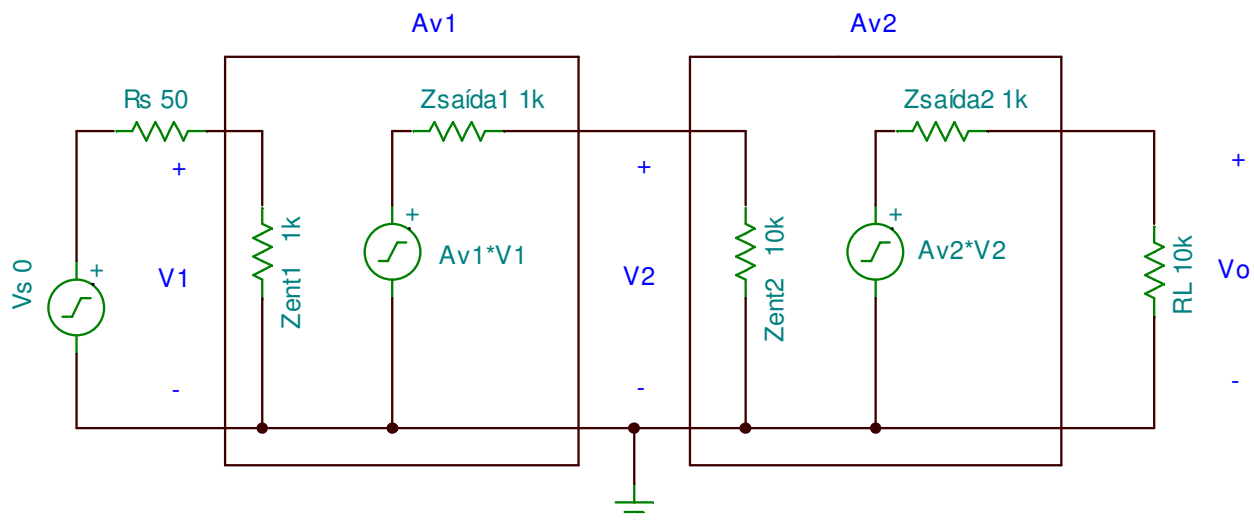 Av1
Av2
Rs 50
Zsaída1 1k
Zsaída2 1k
+
+
+
Vs 0
+
V1
-
Zent1 1k
+
Av1*V1
V2
-
Zent2 10k
+
Av2*V2
RL 10k
Vo
-
+